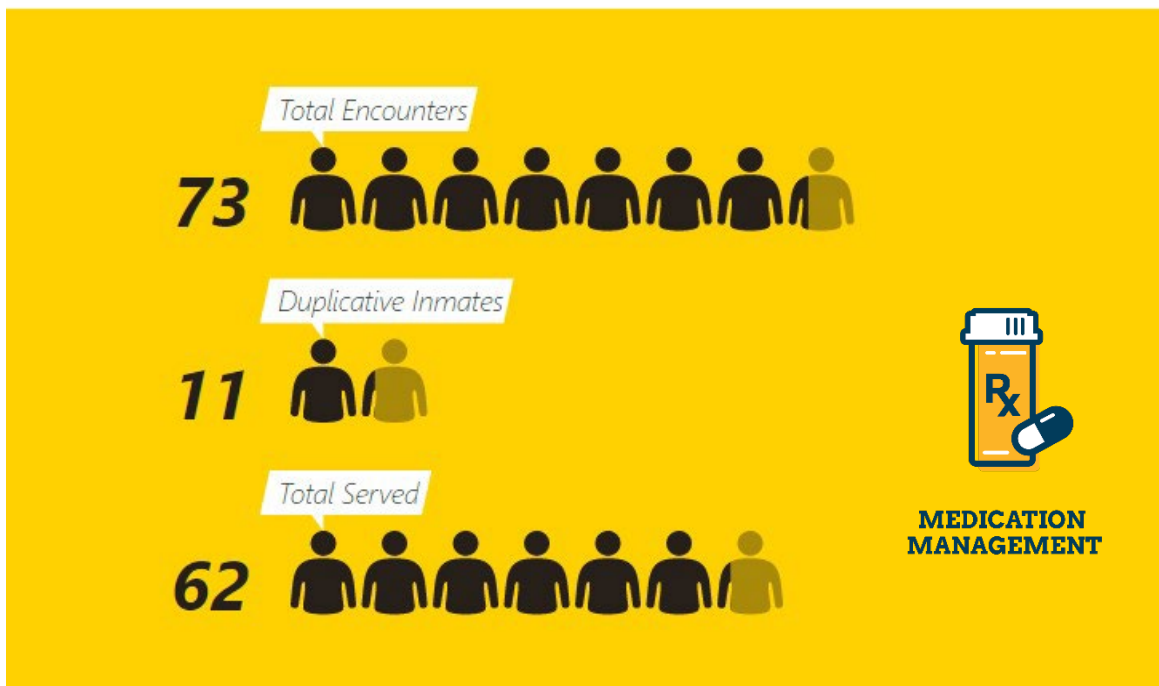 Total Encounters
73
Duplicative Inmates
11
Total Served
62
Rx
MEDICATION
MANAGEMENT